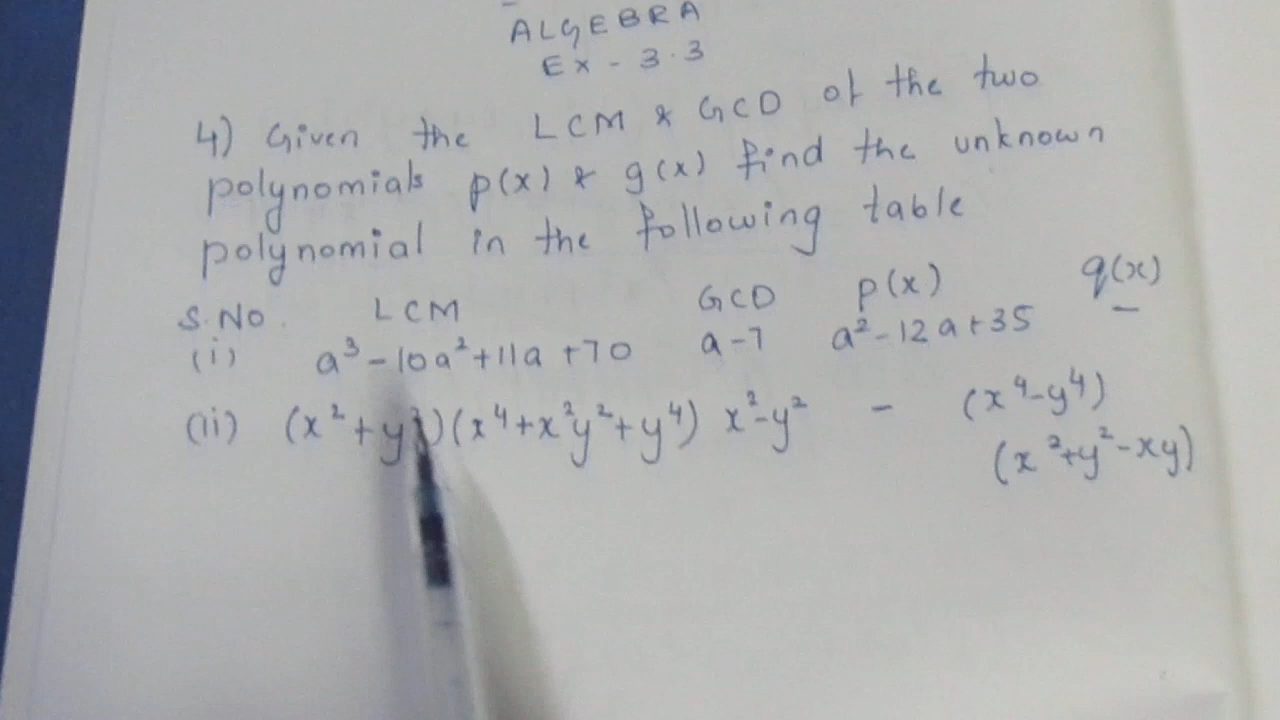 ALGEBRA
Ex - 3.3
4) Given the LCM & GCD of the two
polynomials p(x) & g(x) find the unknown
polynomial in the following table
S.No. LCM GCD p(x) q(x)
(i) a³ - 10a² + 11a + 70 a - 7 a² - 12a + 35 -
(ii) (x² + y²)(x⁴ + x²y² + y⁴) x² - y² - (x⁴ - y⁴)
(x² + y² - xy)